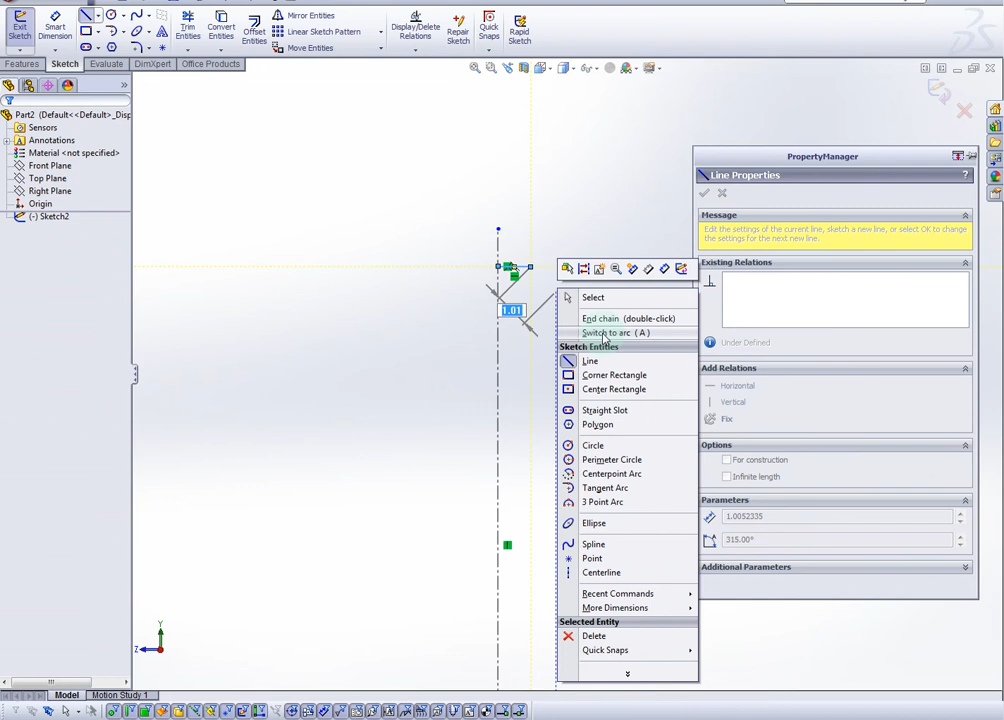 Exit
Sketch
Smart
Dimension
Trim
Entities
Convert
Entities
Offset
Entities
Mirror Entities
Linear Sketch Pattern
Move Entities
Display/Delete
Relations
Repair
Sketch
Quick
Snaps
Rapid
Sketch
Features
Sketch
Evaluate
DimXpert
Office Products
Part2 (Default<<Default>_Disp
Sensors
Annotations
Material <not specified>
Front Plane
Top Plane
Right Plane
Origin
(-) Sketch2
1.01
Y
Z
Select
End chain (double-click)
Switch to arc ( A )
Sketch Entities
Line
Corner Rectangle
Center Rectangle
Straight Slot
Polygon
Circle
Perimeter Circle
Centerpoint Arc
Tangent Arc
3 Point Arc
Ellipse
Spline
Point
Centerline
Recent Commands
More Dimensions
Selected Entity
Delete
Quick Snaps
PropertyManager
Line Properties
?
Message
Edit the settings of the current line, sketch a new line, or select OK to change
the settings for the next new line.
Existing Relations
Under Defined
Add Relations
Horizontal
Vertical
Fix
Options
For construction
Infinite length
Parameters
1.0052335
315.00°
Additional Parameters
Model
Motion Study 1